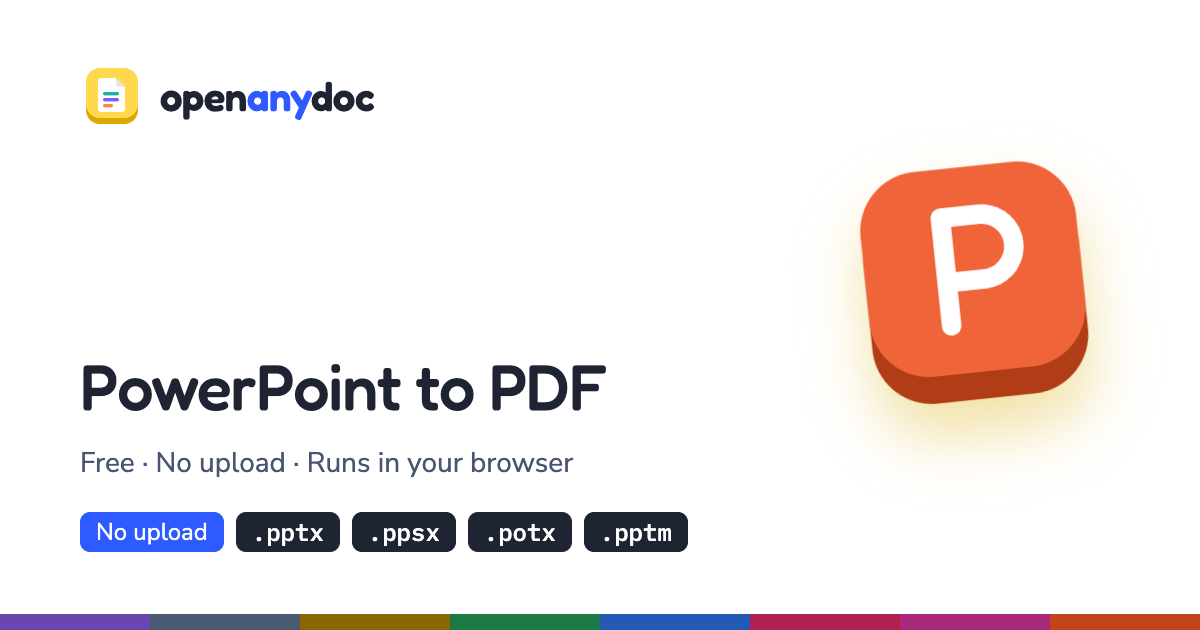 openanydoc
P
PowerPoint to PDF
Free · No upload · Runs in your browser
No upload .pptx .ppsx .potx .pptm